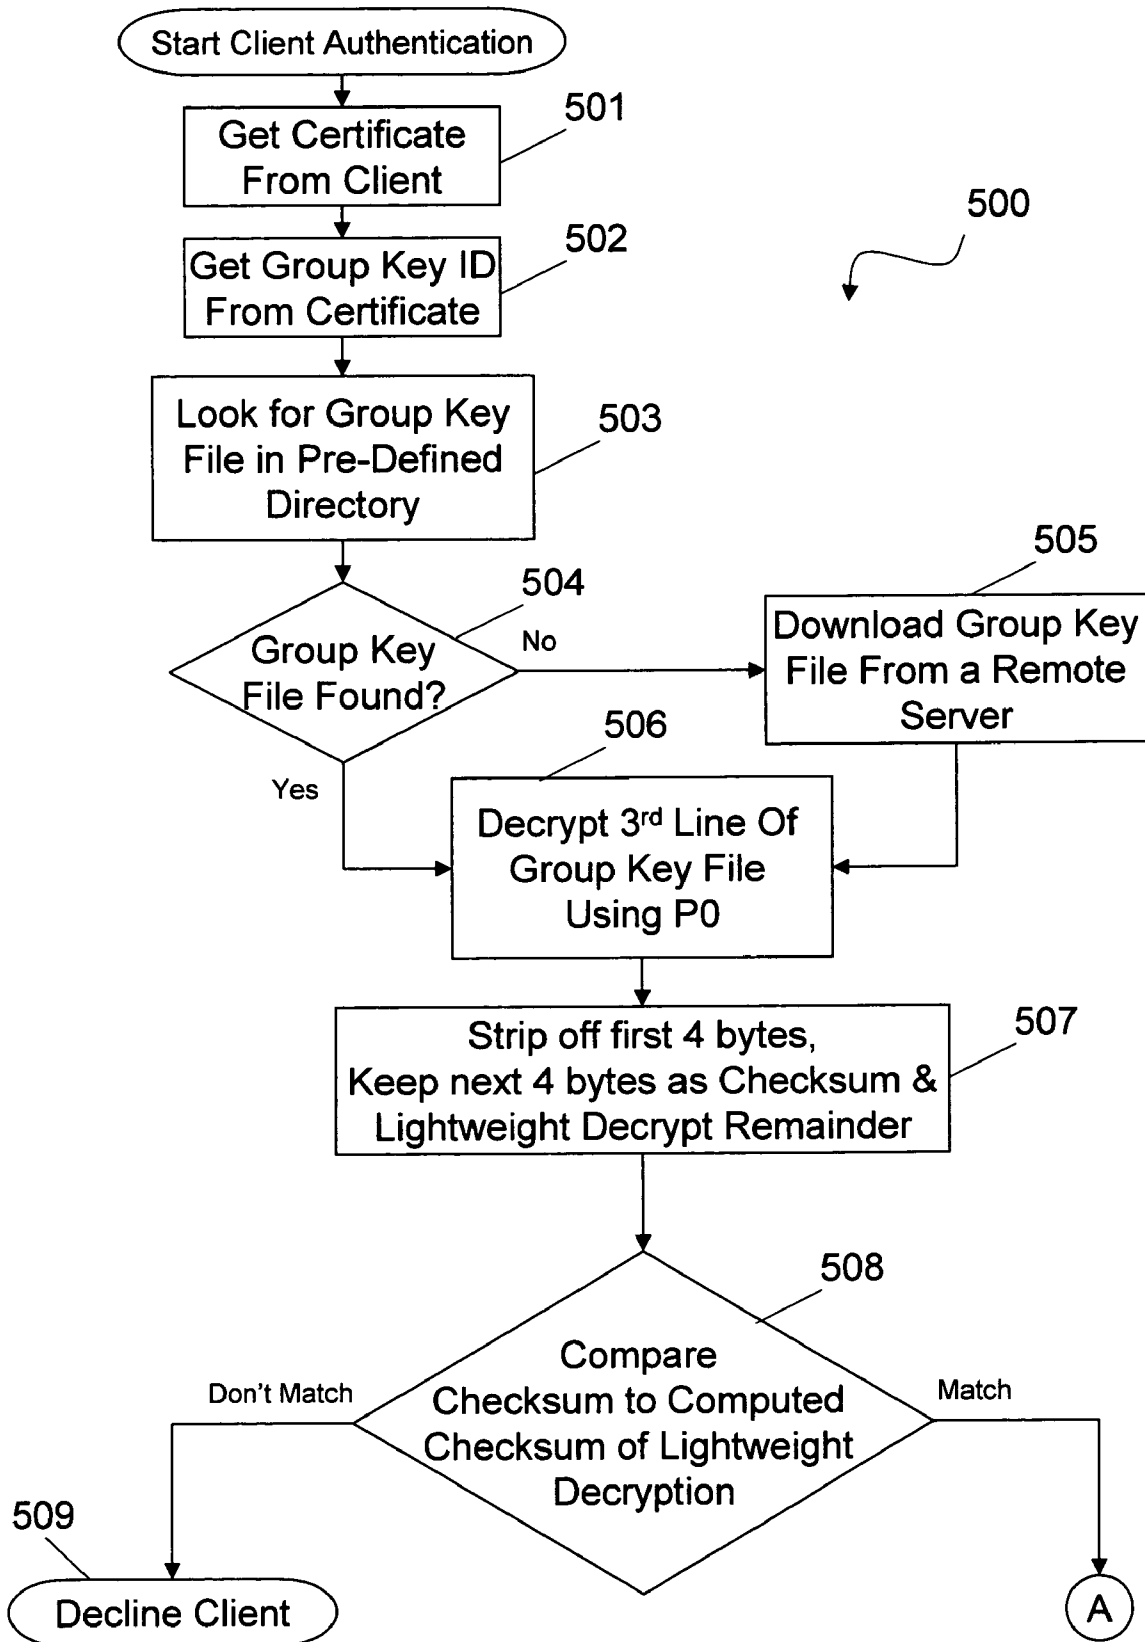 Start Client Authentication
501
Get Certificate
From Client
500
502
Get Group Key ID
From Certificate
503
Look for Group Key
File in Pre-Defined
Directory
504
505
Group Key
File Found?
No
Download Group Key
File From a Remote
Server
Yes
506
Decrypt 3rd Line Of
Group Key File
Using P0
507
Strip off first 4 bytes,
Keep next 4 bytes as Checksum &
Lightweight Decrypt Remainder
508
Compare
Checksum to Computed
Checksum of Lightweight
Decryption
Don't Match
Match
509
Decline Client
A